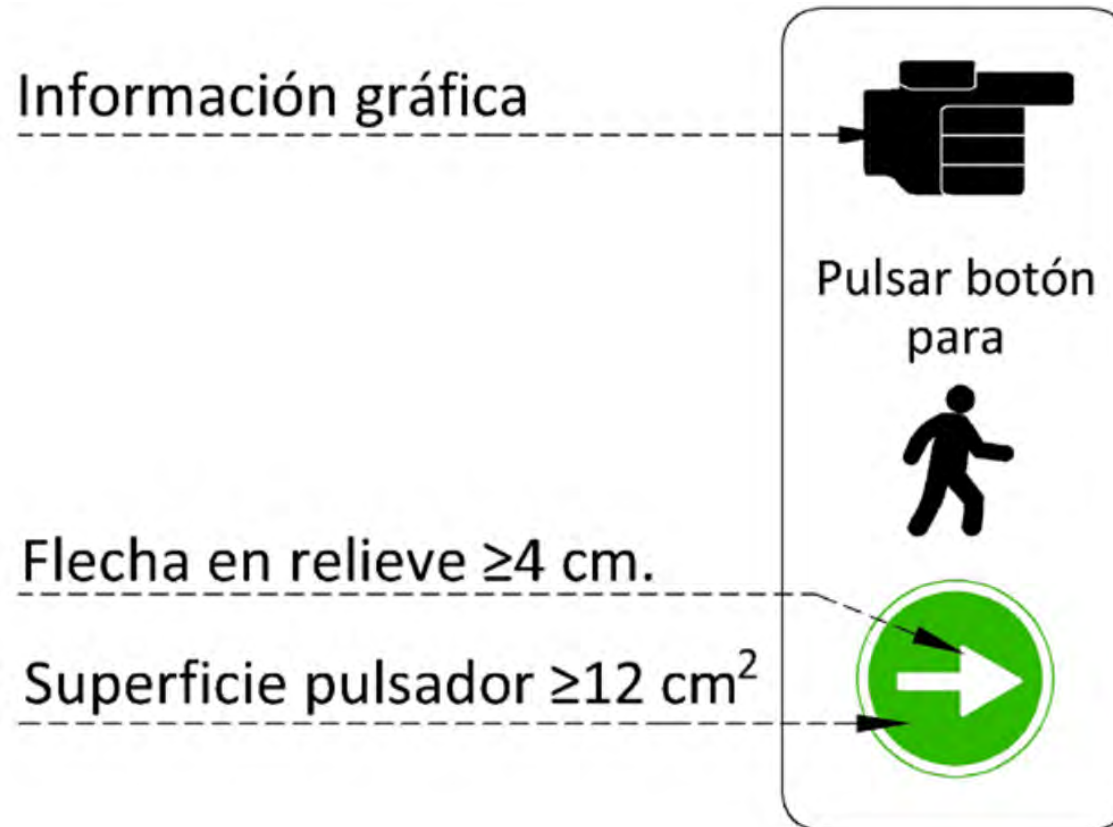 Información gráfica
Pulsar botón
para
Flecha en relieve ≥4 cm.
Superficie pulsador ≥12 cm²